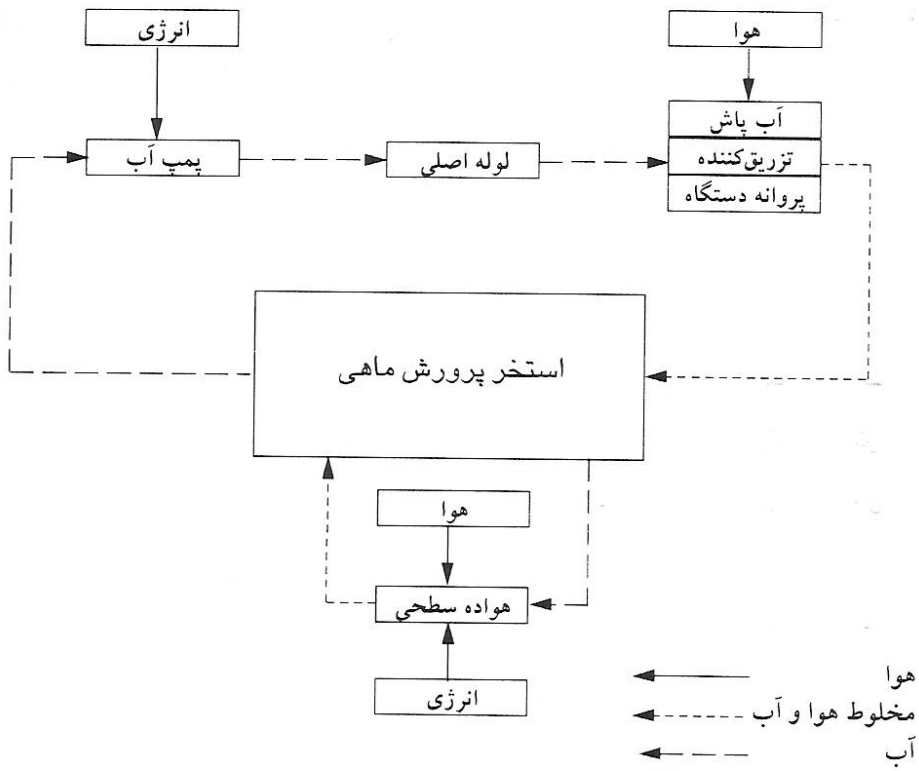 انرژی
هوا
پمپ آب
لوله اصلی
آب پاش
تزریق‌کننده
پروانه دستگاه
استخر پرورش ماهی
هوا
هواده سطحی
انرژی
هوا
مخلوط هوا و آب
آب